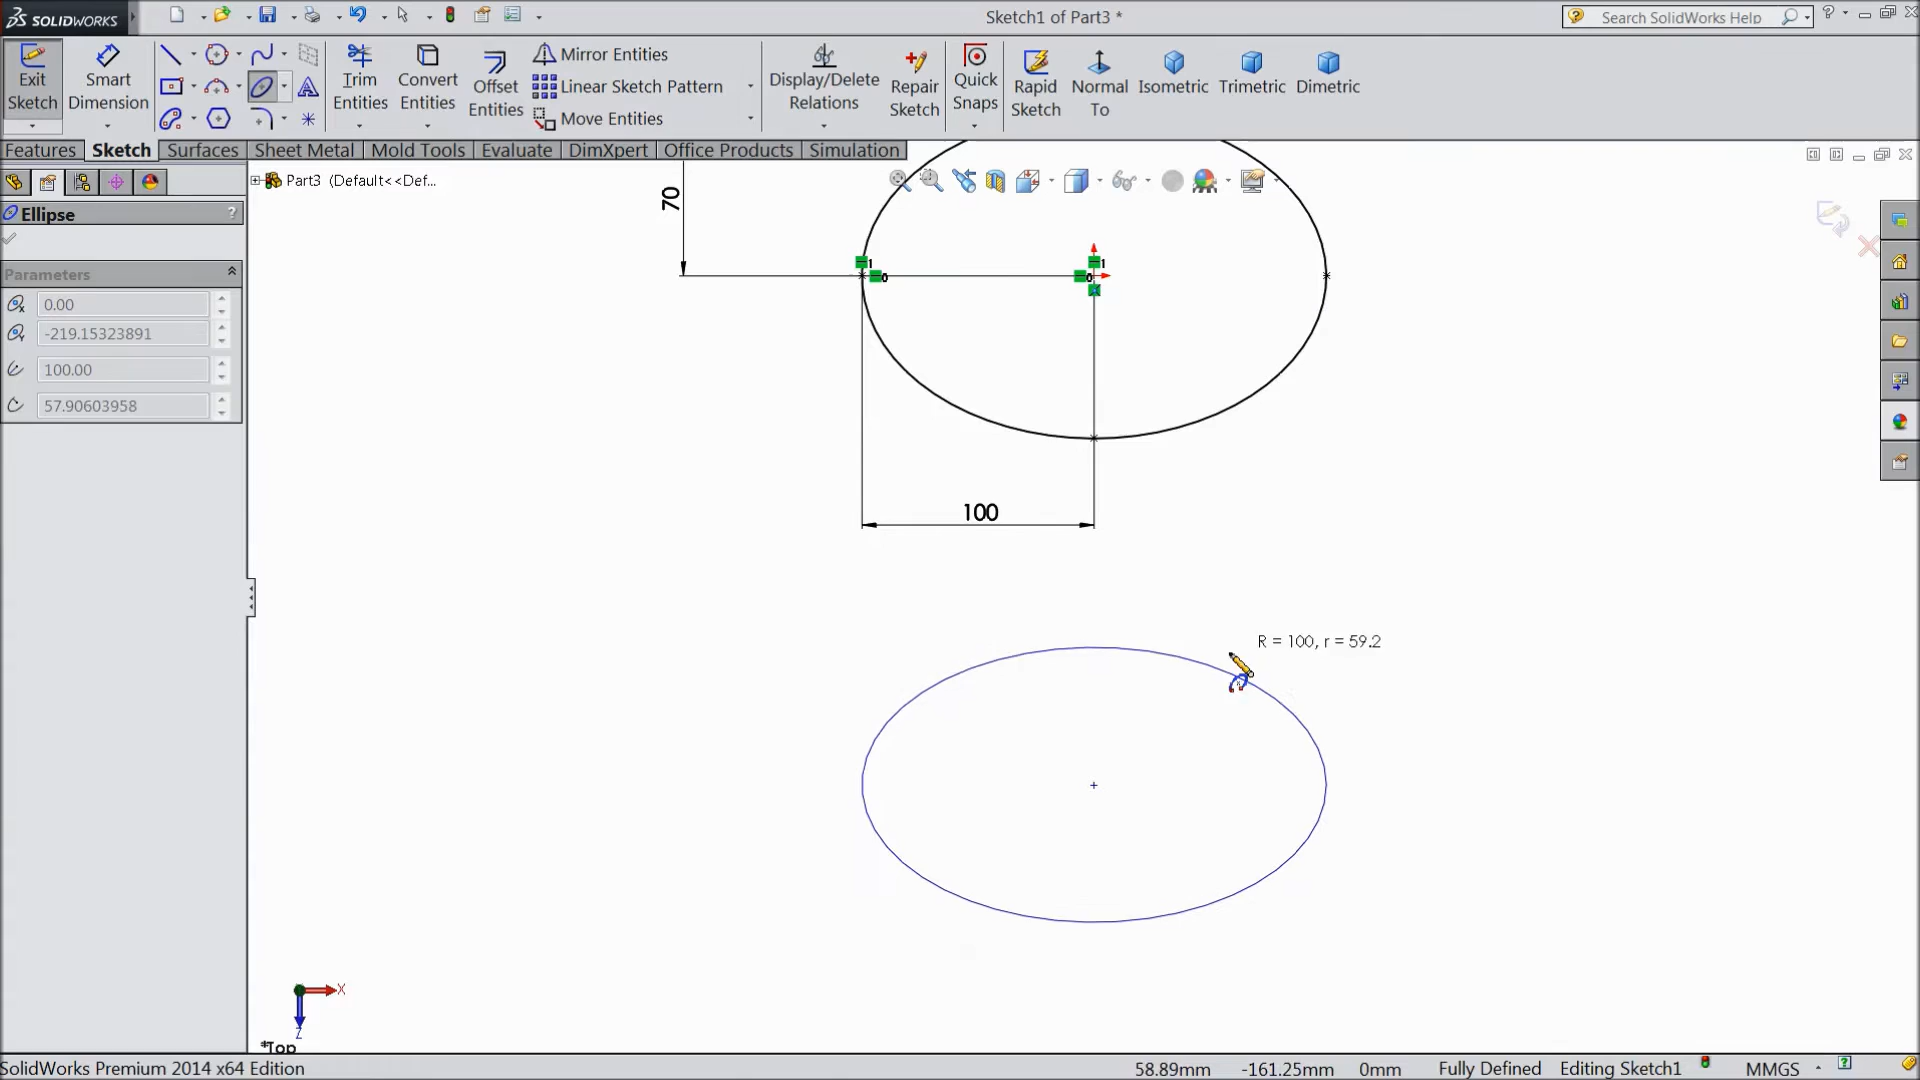 SOLIDWORKS
Sketch1 of Part3 *
Search SolidWorks Help
Exit Sketch
Smart Dimension
Trim Entities
Convert Entities
Offset Entities
Mirror Entities
Linear Sketch Pattern
Move Entities
Display/Delete Relations
Repair Sketch
Quick Snaps
Rapid Sketch
Normal To
Isometric
Trimetric
Dimetric
Features
Sketch
Surfaces
Sheet Metal
Mold Tools
Evaluate
DimXpert
Office Products
Simulation
Part3 (Default<<Def...
Ellipse
?
Parameters
0.00
-219.15323891
100.00
57.90603958
70
1
0
1
0
100
R = 100, r = 59.2
X
Z
*Top
SolidWorks Premium 2014 x64 Edition
58.89mm
-161.25mm
0mm
Fully Defined
Editing Sketch1
MMGS